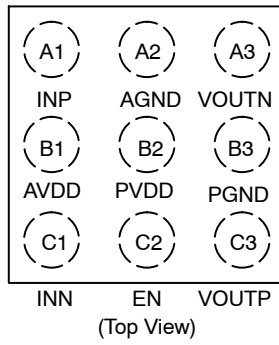 A1 A2 A3
INP AGND VOUTN
B1 B2 B3
AVDD PVDD PGND
C1 C2 C3
INN EN VOUTP
(Top View)